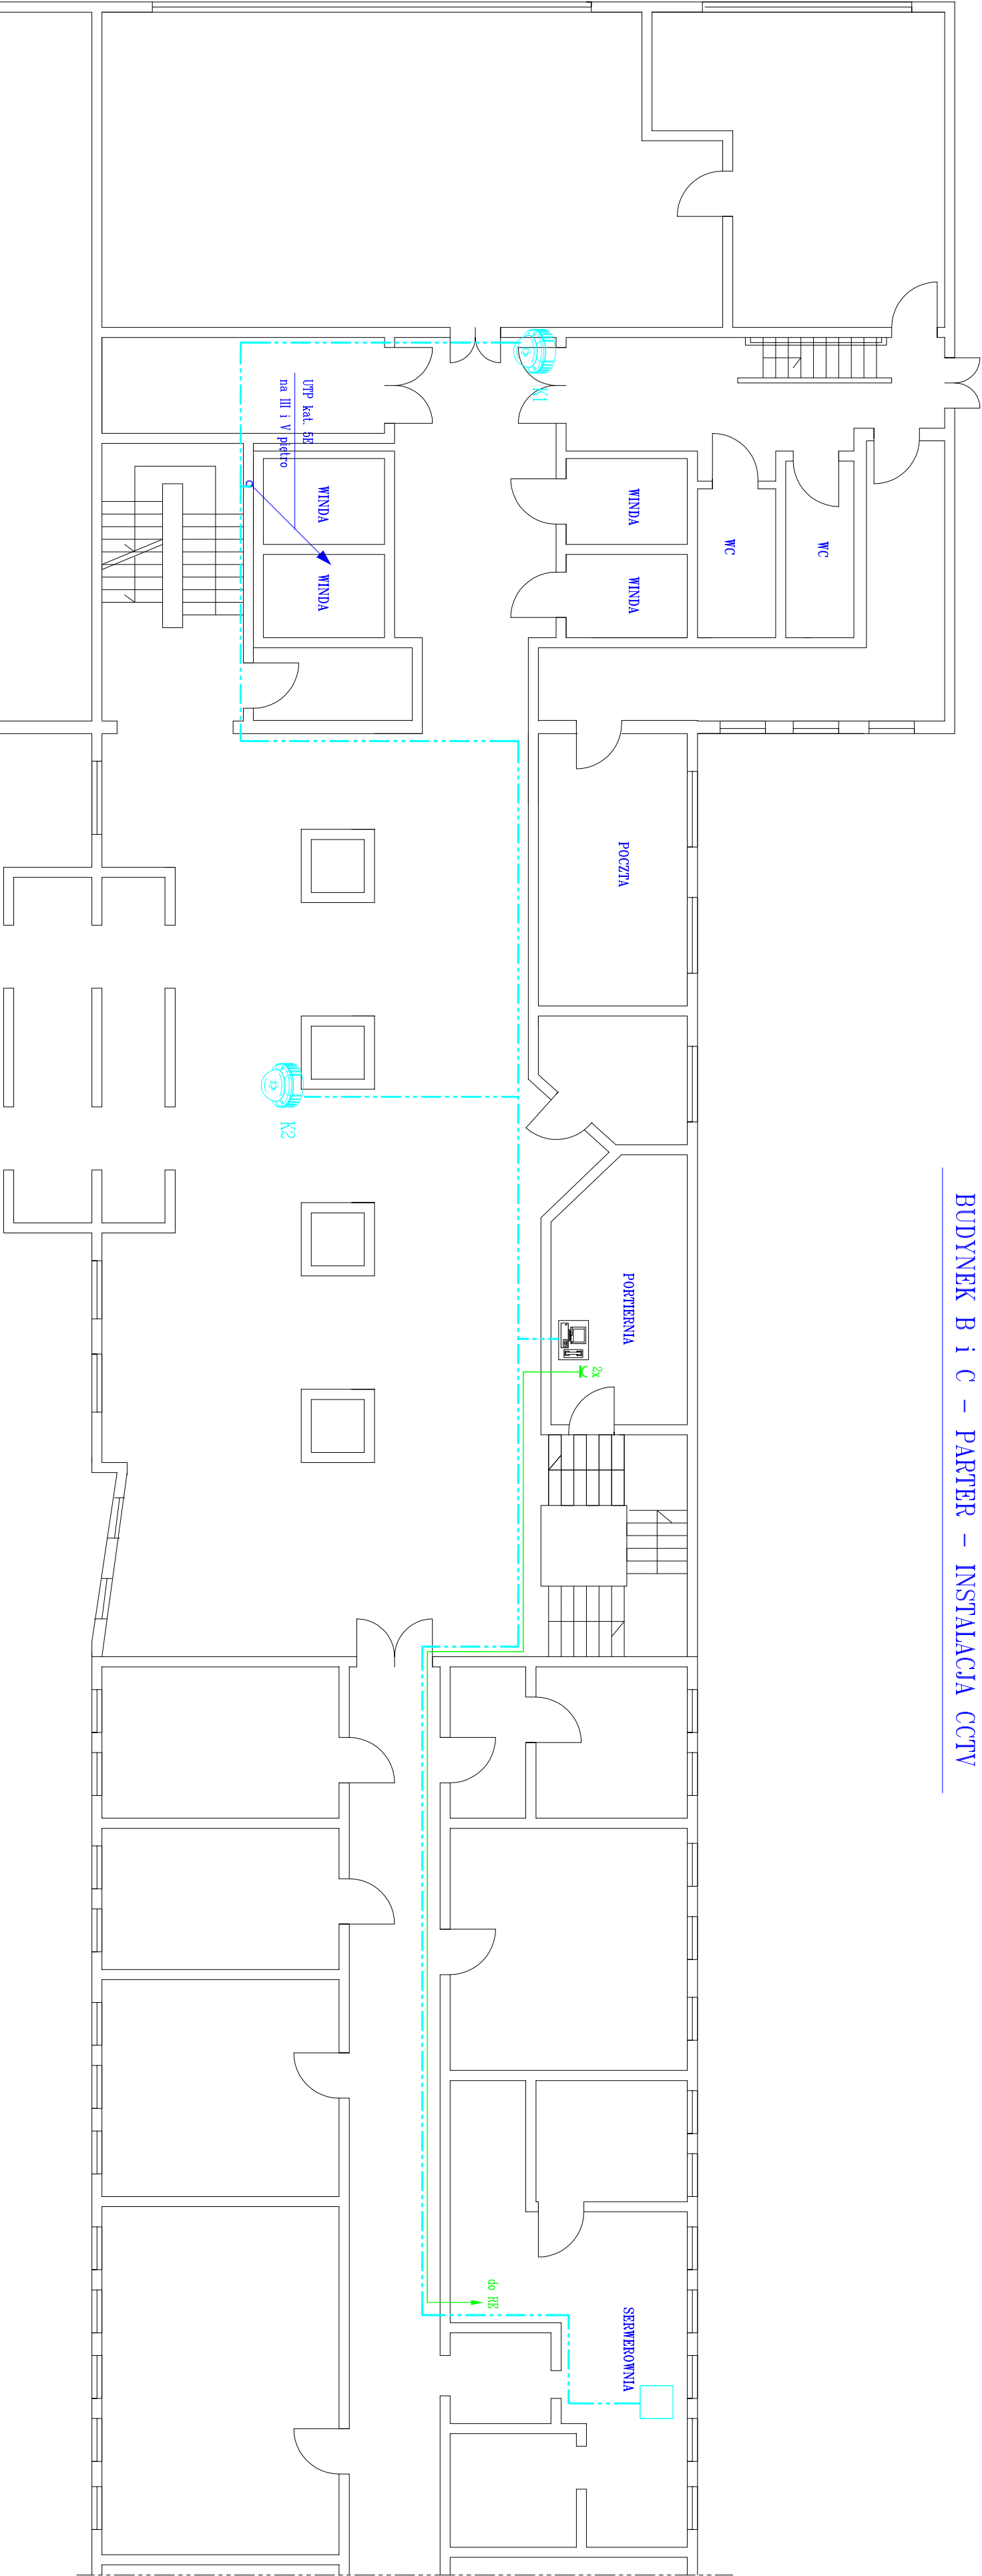 BUDYNEK B i C - PARTER - INSTALACJA CCTV
K1
UTP kat. 5E
na III i V piętro
WINDA
WINDA
WINDA
WINDA
WC
WC
POCZTA
K2
PORTIERNIA
2x
do RE
SERWEROWNIA